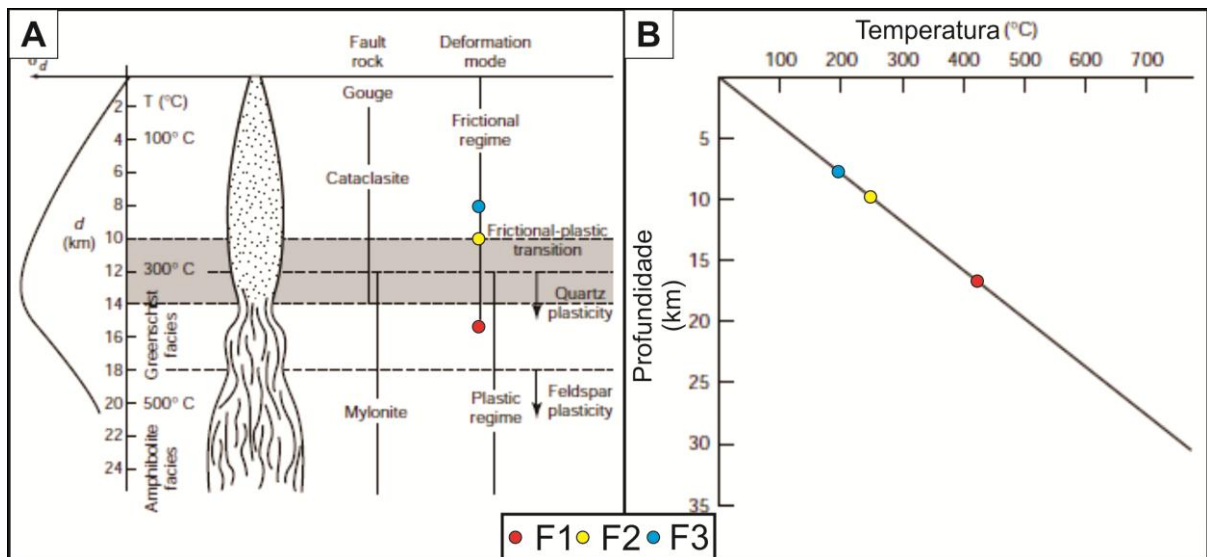 A
Fault
rock
Deformation
mode
σd
2
T (°C)
Gouge
4
100° C
Frictional
regime
6
Cataclasite
8
d
(km)
10
Frictional-plastic
transition
12
300° C
14
Quartz
plasticity
16
Greenschist
facies
18
20
500° C
Mylonite
Plastic
regime
Feldspar
plasticity
22
24
Amphibolite
facies
B
Temperatura (°C)
100 200 300 400 500 600 700
5
10
15
20
25
30
35
Profundidade
(km)
F1 F2 F3